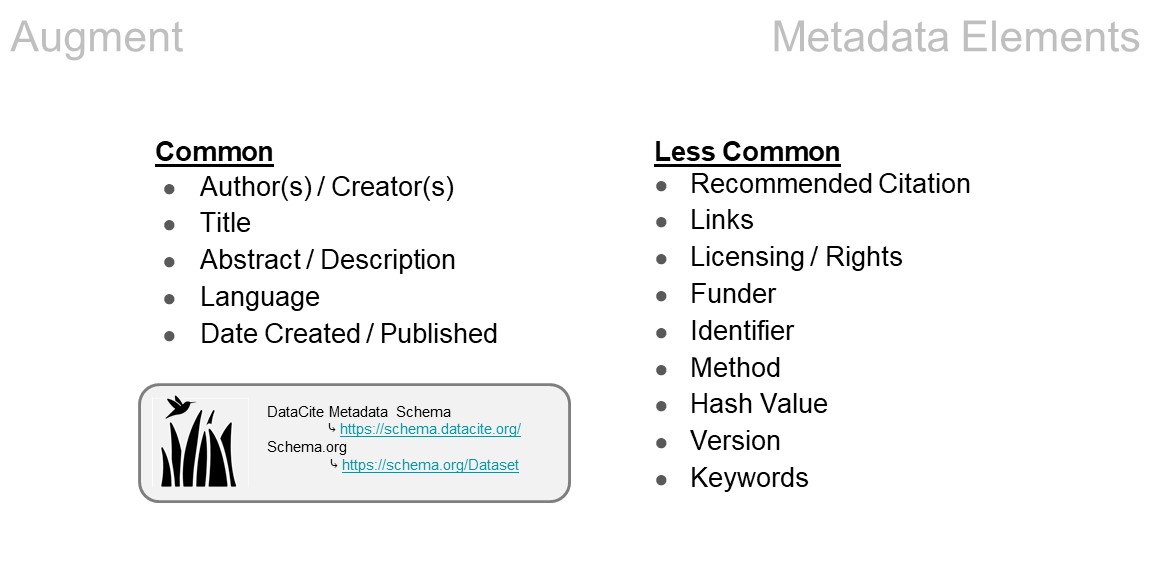 Augment
Metadata Elements
Common
● Author(s) / Creator(s)
● Title
● Abstract / Description
● Language
● Date Created / Published
DataCite Metadata Schema
⤷ https://schema.datacite.org/
Schema.org
⤷ https://schema.org/Dataset
Less Common
● Recommended Citation
● Links
● Licensing / Rights
● Funder
● Identifier
● Method
● Hash Value
● Version
● Keywords